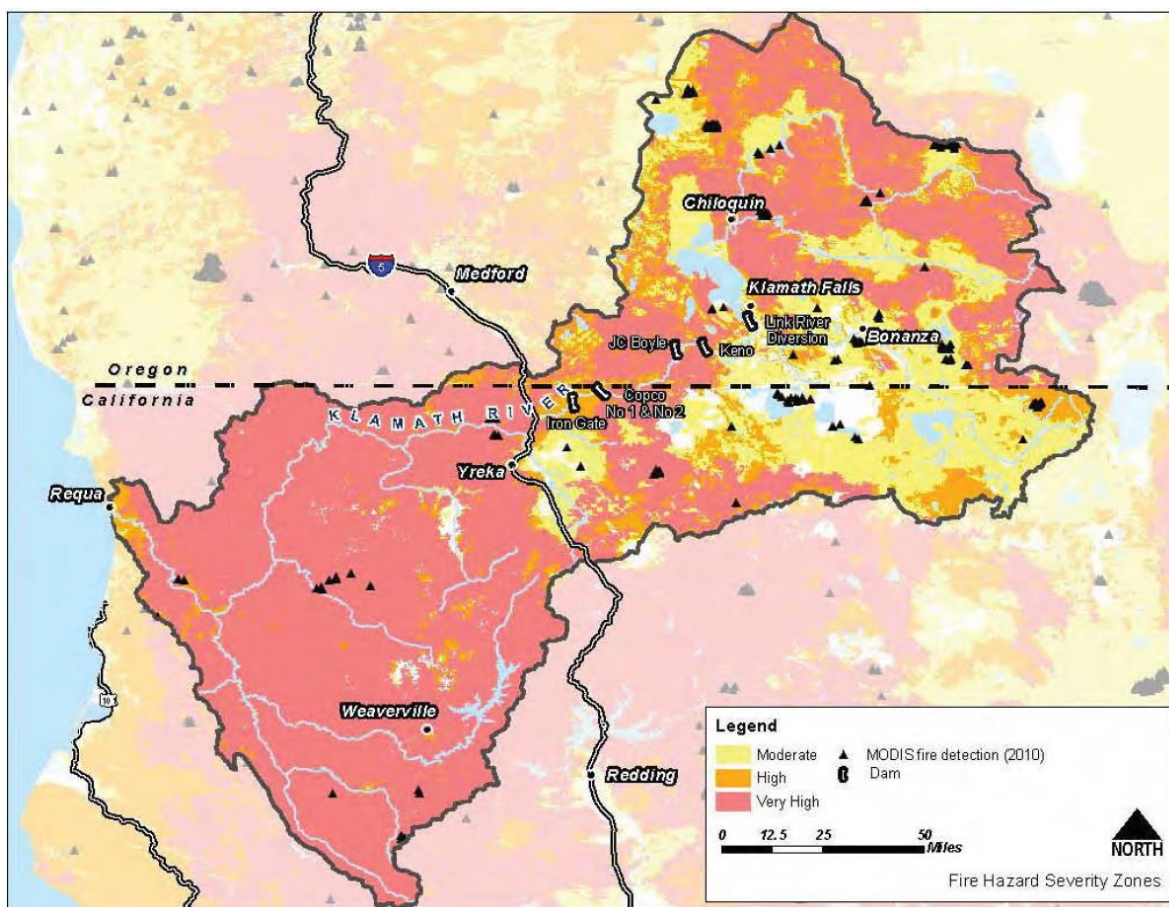 Chiloquin
5
Medford
Klamath Falls
Link River
Diversion
Bonanza
JC Boyle
Keno
Oregon
California
KLAMATH RIVER
Copco
No 1 & No 2
Iron Gate
Yreka
Requa
Weaverville
Redding
Legend
Moderate
High
Very High
MODIS fire detection (2010)
Dam
0 12.5 25 50
Miles
NORTH
Fire Hazard Severity Zones